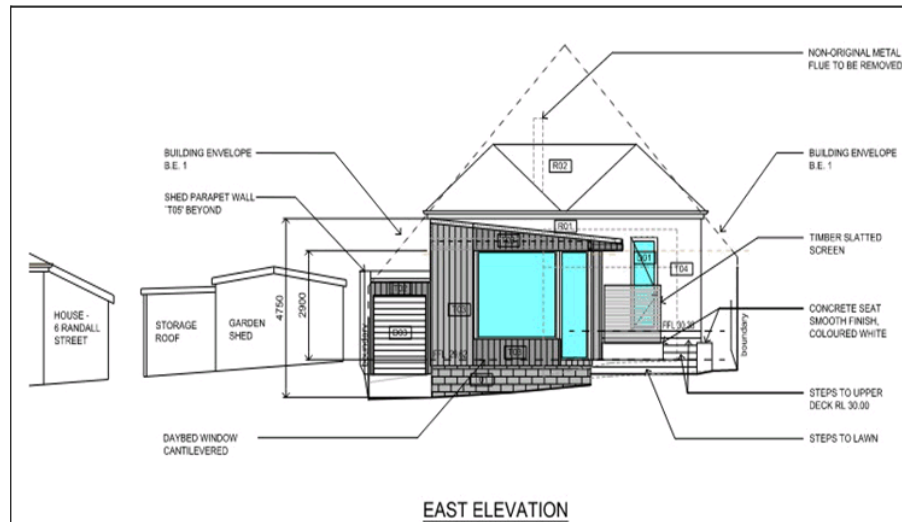 NON-ORIGINAL METAL
FLUE TO BE REMOVED
BUILDING ENVELOPE
B.E. 1
BUILDING ENVELOPE
B.E. 1
R02
SHED PARAPET WALL
'T05' BEYOND
R01
TIMBER SLATTED
SCREEN
T04
4750
2900
HOUSE -
6 RANDALL
STREET
STORAGE
ROOF
GARDEN
SHED
CONCRETE SEAT
SMOOTH FINISH,
COLOURED WHITE
boundary
boundary
D03
STEPS TO UPPER
DECK RL 30.00
DAYBED WINDOW
CANTILEVERED
STEPS TO LAWN
EAST ELEVATION